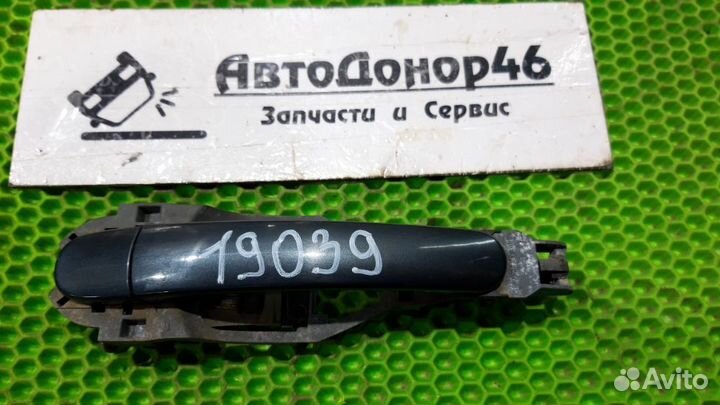 АвтоДонор46
Запчасти и Сервис
19039
Avito